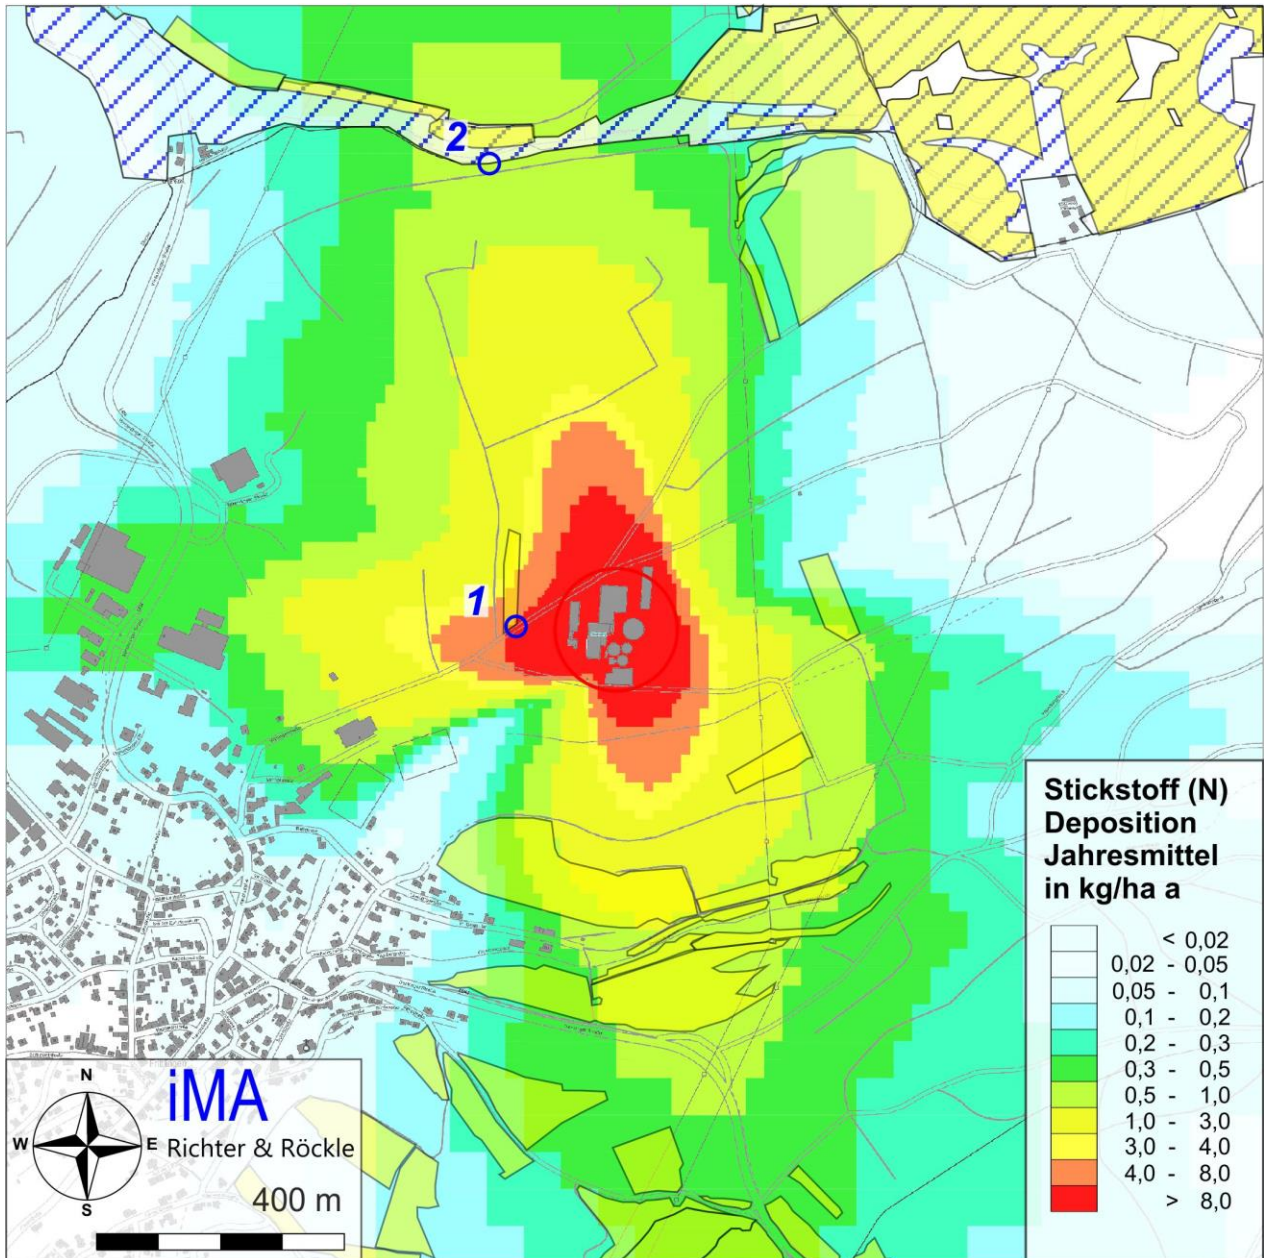 2
1
Stickstoff (N)
Deposition
Jahresmittel
in kg/ha a
< 0,02
0,02 - 0,05
0,05 - 0,1
0,1 - 0,2
0,2 - 0,3
0,3 - 0,5
0,5 - 1,0
1,0 - 3,0
3,0 - 4,0
4,0 - 8,0
> 8,0
N
W E
S
iMA
Richter & Röckle
400 m